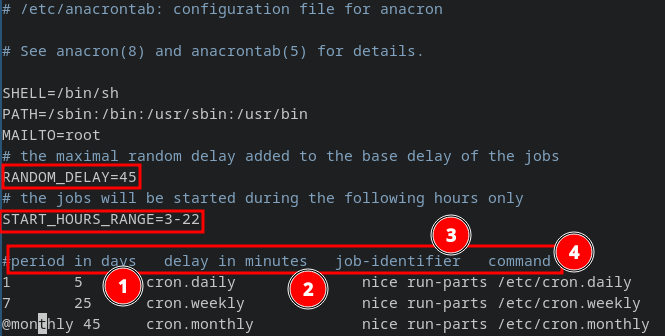 # /etc/anacrontab: configuration file for anacron
# See anacron(8) and anacrontab(5) for details.
SHELL=/bin/sh
PATH=/sbin:/bin:/usr/sbin:/usr/bin
MAILTO=root
# the maximal random delay added to the base delay of the jobs
RANDOM_DELAY=45
# the jobs will be started during the following hours only
START_HOURS_RANGE=3-22
3
4
#period in days   delay in minutes   job-identifier   command
1
2
1       5       cron.daily               nice run-parts /etc/cron.daily
7       25      cron.weekly              nice run-parts /etc/cron.weekly
@monthly 45     cron.monthly             nice run-parts /etc/cron.monthly